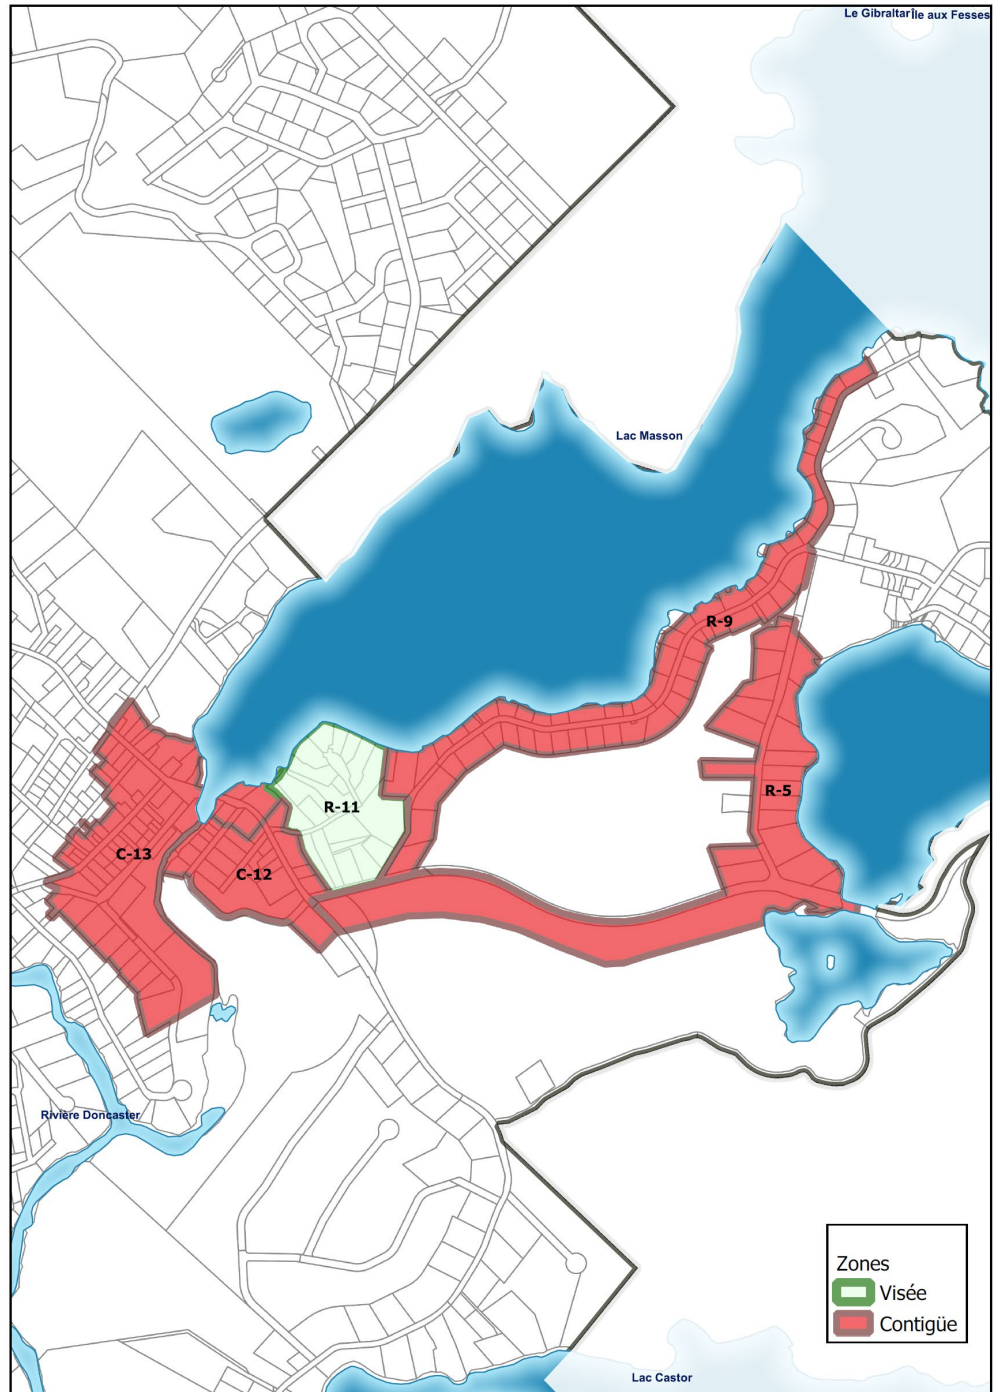 Le Gibraltar
Île aux Fesses
Lac Masson
R-9
R-5
R-11
C-13
C-12
Rivière Doncaster
Lac Castor
Zones
Visée
Contigüe